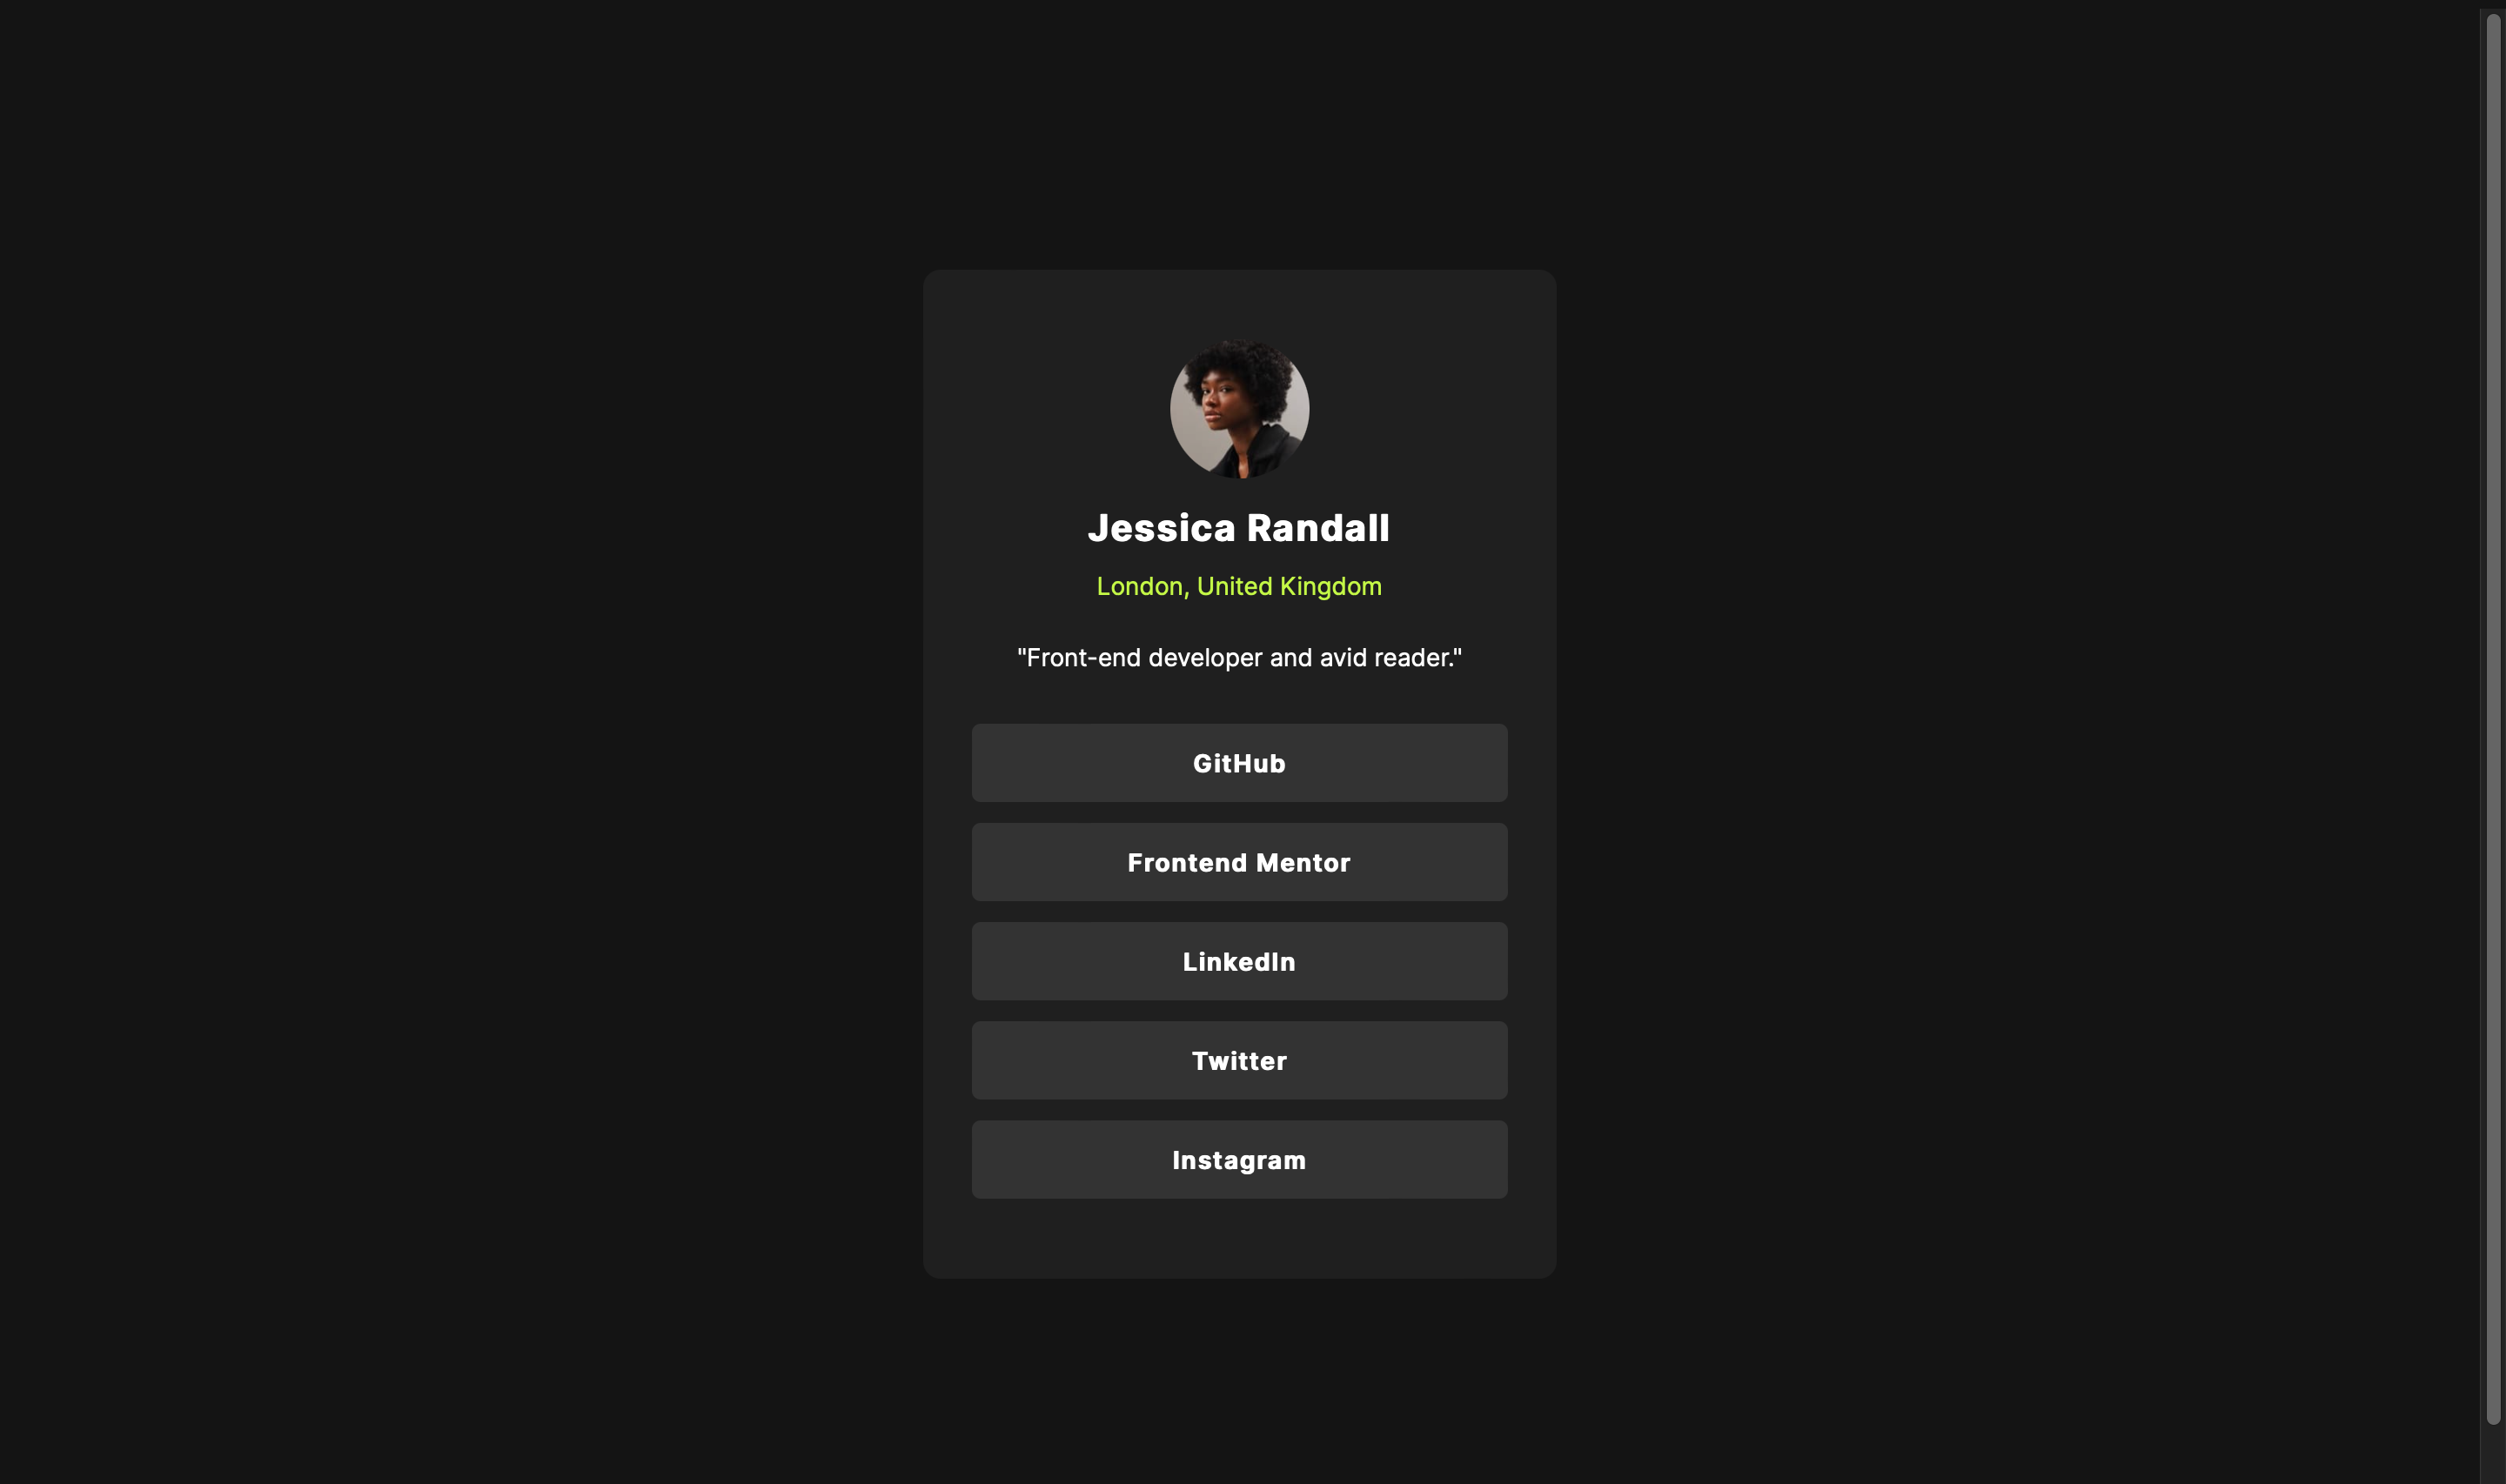 Jessica Randall
London, United Kingdom
"Front-end developer and avid reader."
GitHub
Frontend Mentor
LinkedIn
Twitter
Instagram